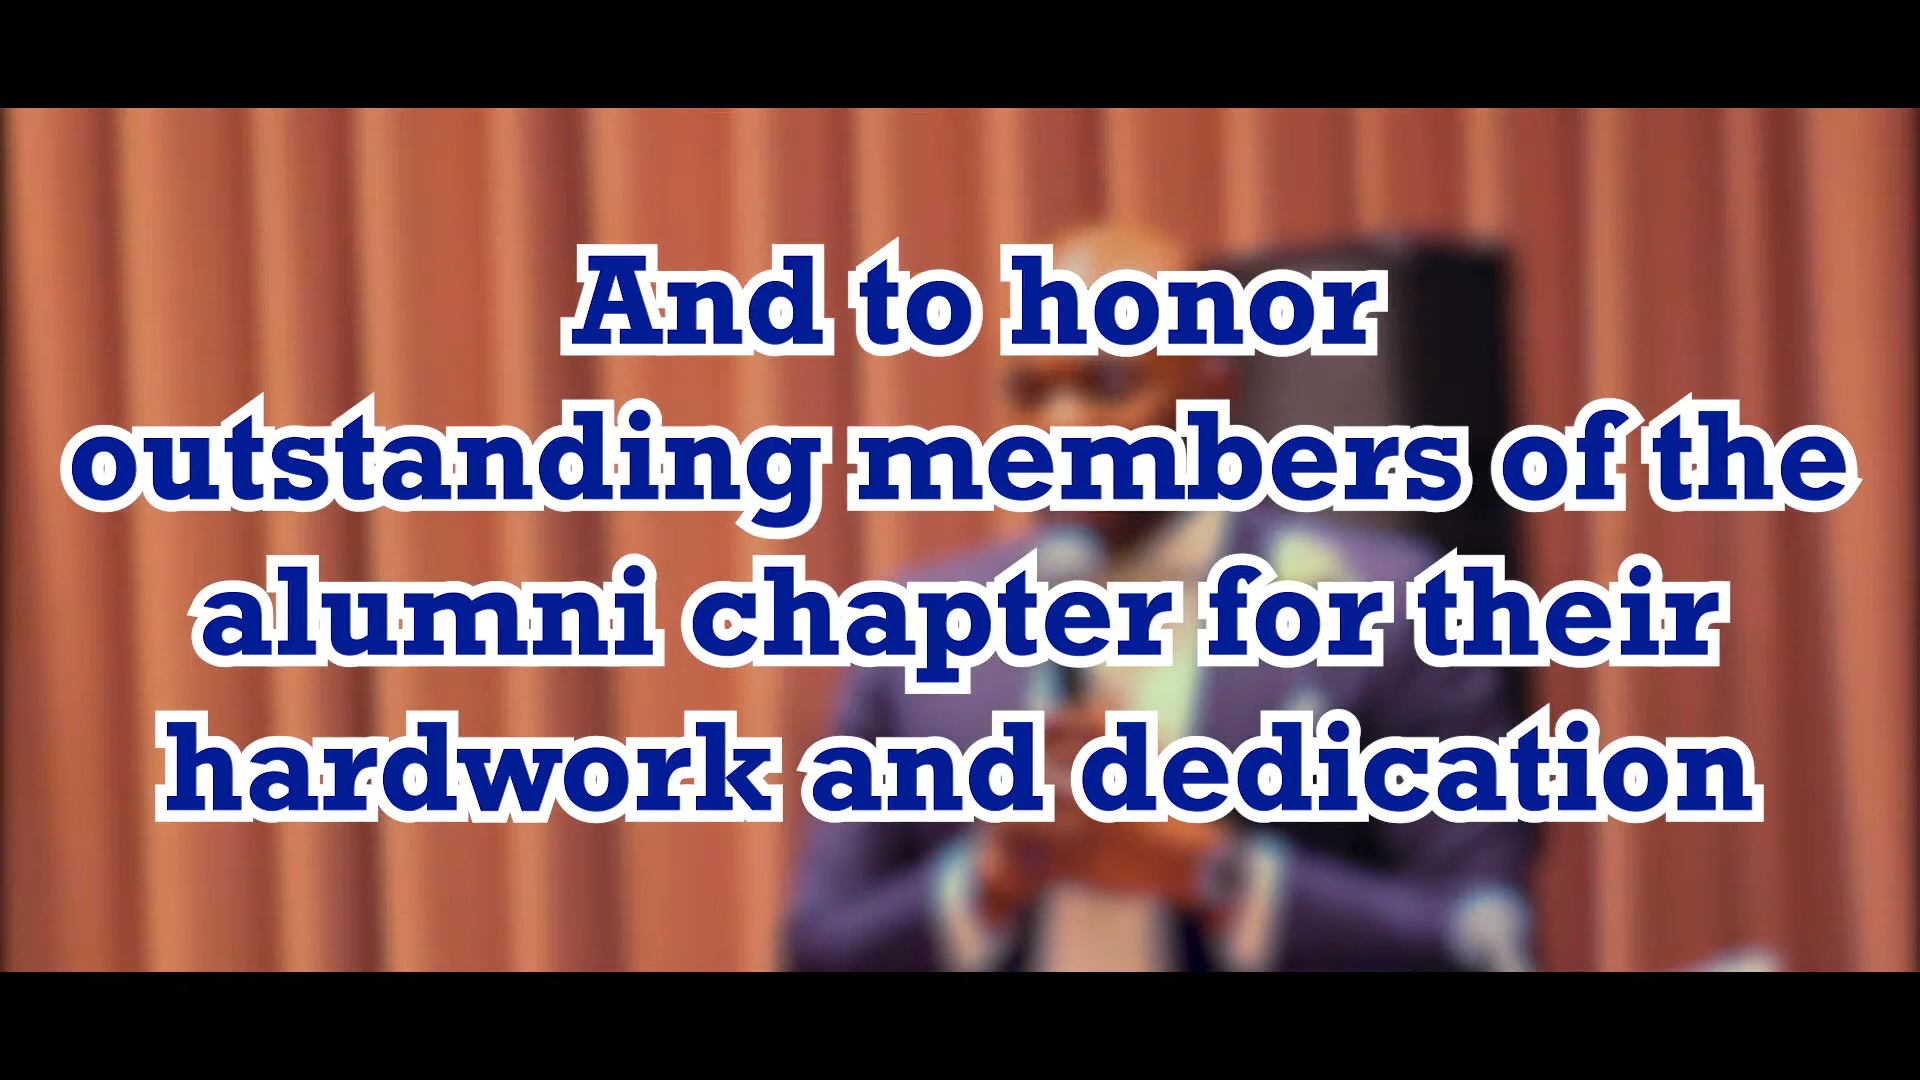 And to honor
outstanding members of the
alumni chapter for their
hardwork and dedication